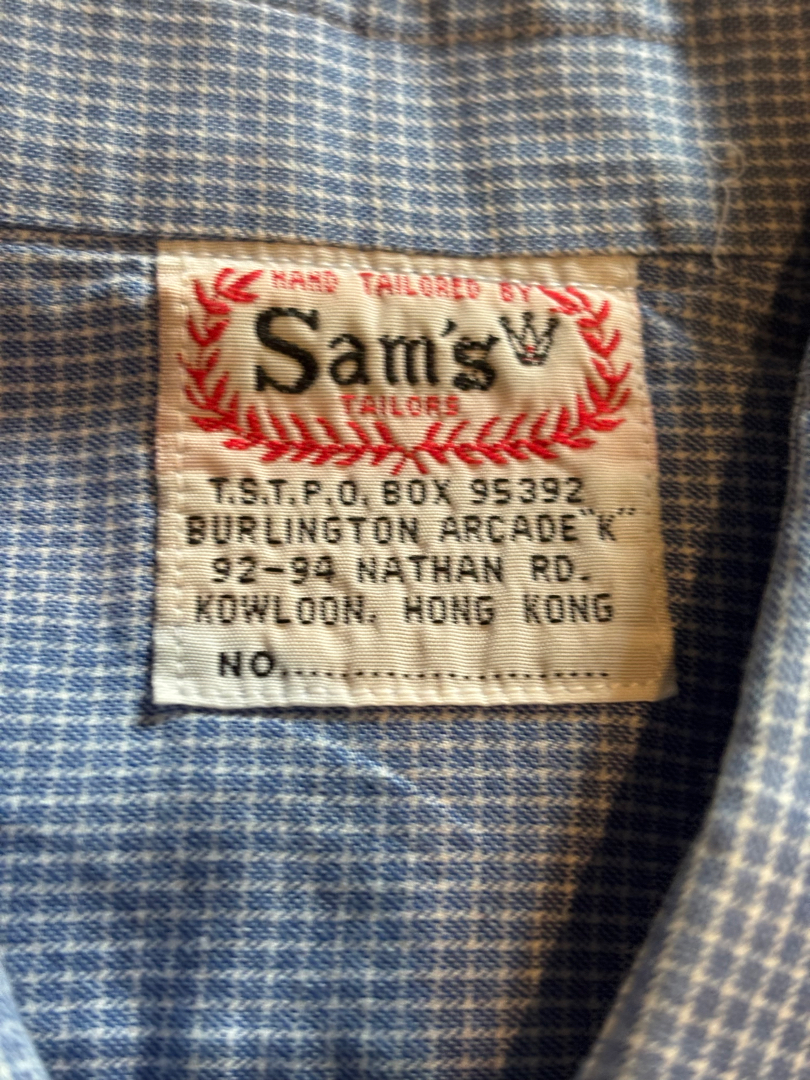 HAND TAILORED BY
Sam's
TAILORS
T.S.T.P.O. BOX 95392
BURLINGTON ARCADE "K"
92-94 NATHAN RD.
KOWLOON. HONG KONG
NO......................